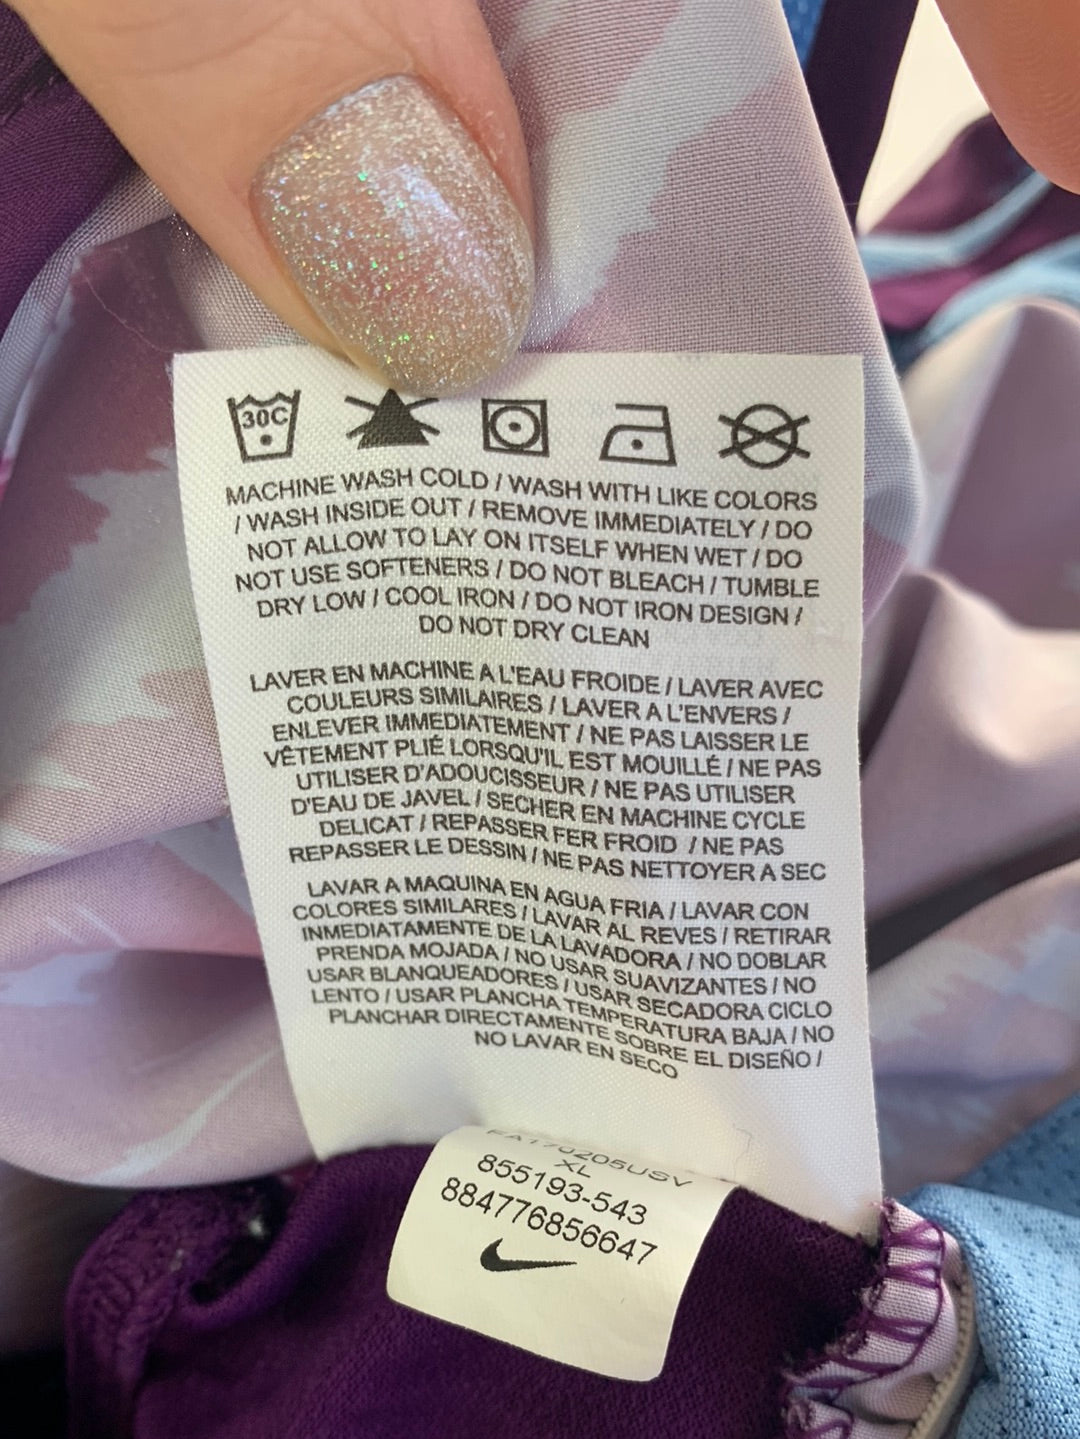 30C
MACHINE WASH COLD / WASH WITH LIKE COLORS
/ WASH INSIDE OUT / REMOVE IMMEDIATELY / DO
NOT ALLOW TO LAY ON ITSELF WHEN WET / DO
NOT USE SOFTENERS / DO NOT BLEACH / TUMBLE
DRY LOW / COOL IRON / DO NOT IRON DESIGN /
DO NOT DRY CLEAN
LAVER EN MACHINE A L'EAU FROIDE / LAVER AVEC
COULEURS SIMILAIRES / LAVER A L'ENVERS /
ENLEVER IMMEDIATEMENT / NE PAS LAISSER LE
VÊTEMENT PLIÉ LORSQU'IL EST MOUILLÉ / NE PAS
UTILISER D'ADOUCISSEUR / NE PAS UTILISER
D'EAU DE JAVEL / SECHER EN MACHINE CYCLE
DELICAT / REPASSER FER FROID / NE PAS
REPASSER LE DESSIN / NE PAS NETTOYER A SEC
LAVAR A MAQUINA EN AGUA FRIA / LAVAR CON
COLORES SIMILARES / LAVAR AL REVES / RETIRAR
INMEDIATAMENTE DE LA LAVADORA / NO DOBLAR
PRENDA MOJADA / NO USAR SUAVIZANTES / NO
USAR BLANQUEADORES / USAR SECADORA CICLO
LENTO / USAR PLANCHA TEMPERATURA BAJA / NO
PLANCHAR DIRECTAMENTE SOBRE EL DISEÑO /
NO LAVAR EN SECO
FA170205USV
XL
855193-543
884776856647